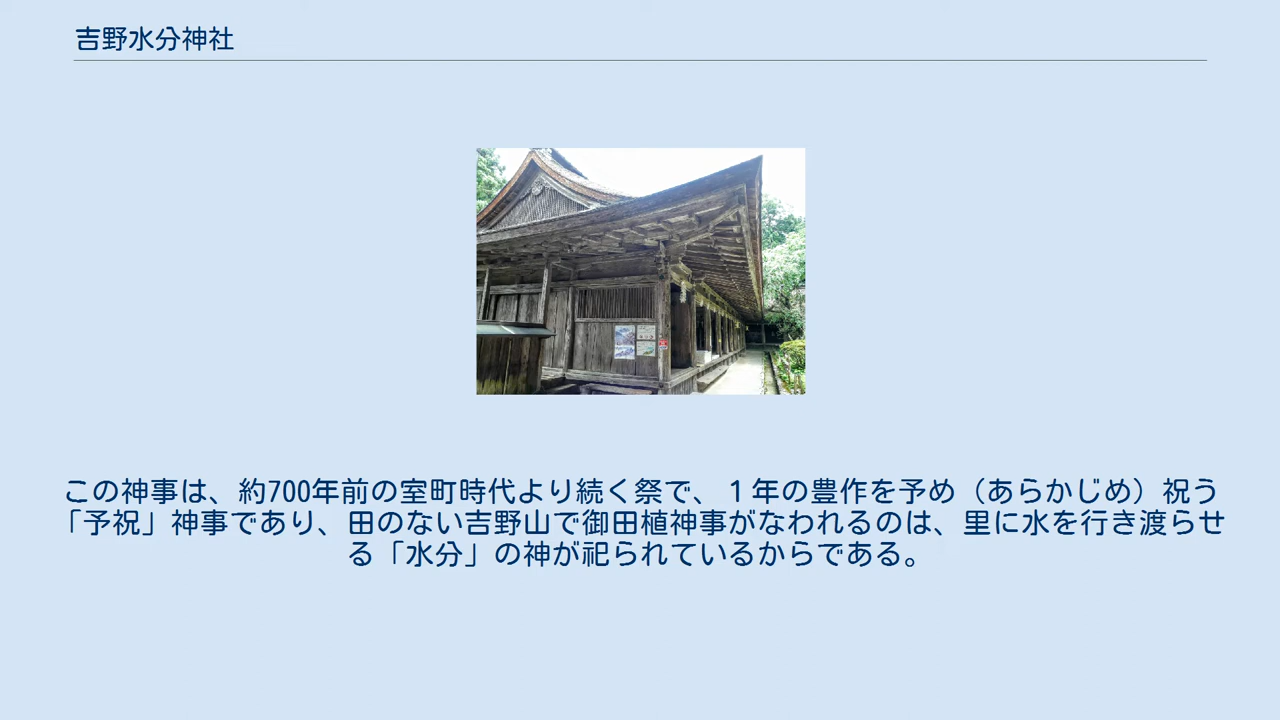 吉野水分神社
この神事は、約700年前の室町時代より続く祭で、１年の豊作を予め（あらかじめ）祝う
「予祝」神事であり、田のない吉野山で御田植神事がなわれるのは、里に水を行き渡らせ
る「水分」の神が祀られているからである。